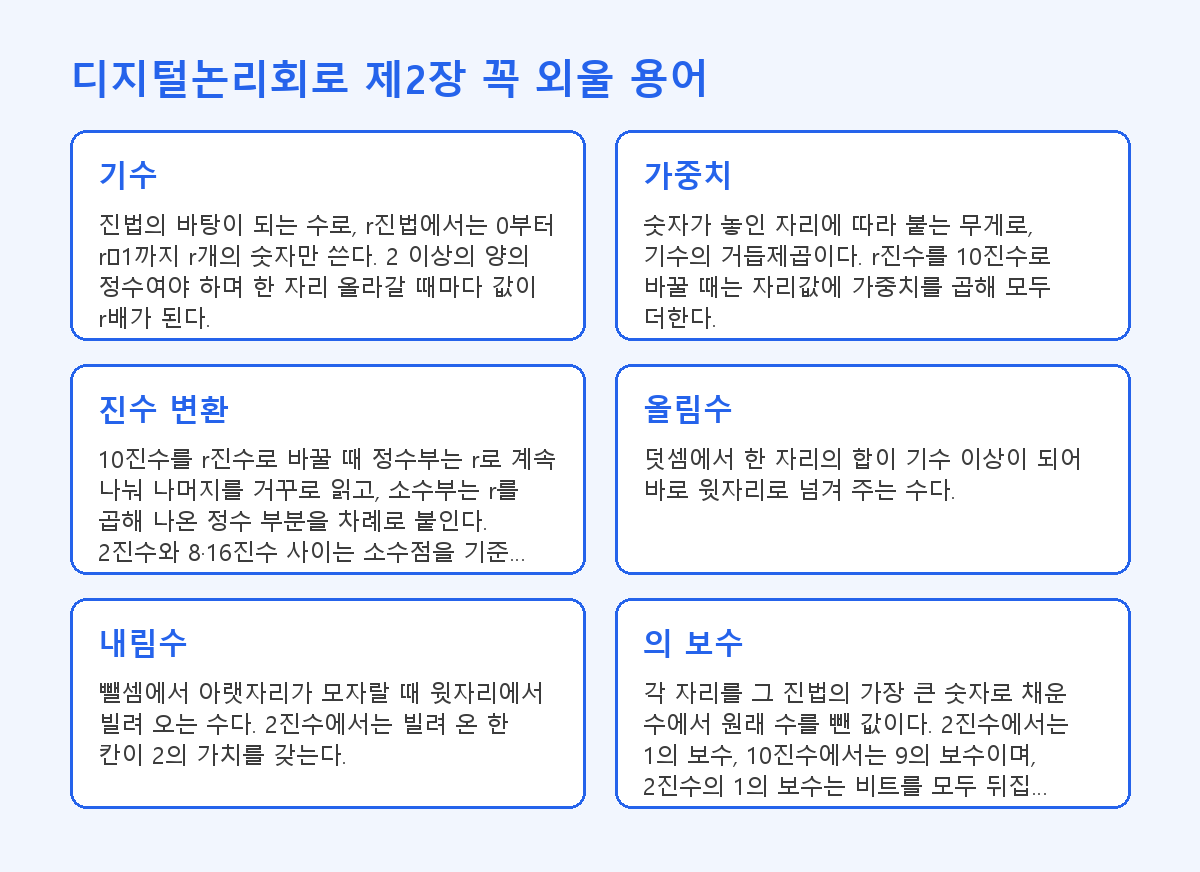 디지털논리회로 제2장 꼭 외울 용어
기수
진법의 바탕이 되는 수로, r진법에서는 0부터
r□1까지 r개의 숫자만 쓴다. 2 이상의 양의
정수여야 하며 한 자리 올라갈 때마다 값이
r배가 된다.
가중치
숫자가 놓인 자리에 따라 붙는 무게로,
기수의 거듭제곱이다. r진수를 10진수로
바꿀 때는 자리값에 가중치를 곱해 모두
더한다.
진수 변환
10진수를 r진수로 바꿀 때 정수부는 r로 계속
나눠 나머지를 거꾸로 읽고, 소수부는 r를
곱해 나온 정수 부분을 차례로 붙인다.
2진수와 8·16진수 사이는 소수점을 기준...
올림수
덧셈에서 한 자리의 합이 기수 이상이 되어
바로 윗자리로 넘겨 주는 수다.
내림수
뺄셈에서 아랫자리가 모자랄 때 윗자리에서
빌려 오는 수다. 2진수에서는 빌려 온 한
칸이 2의 가치를 갖는다.
의 보수
각 자리를 그 진법의 가장 큰 숫자로 채운
수에서 원래 수를 뺀 값이다. 2진수에서는
1의 보수, 10진수에서는 9의 보수이며,
2진수의 1의 보수는 비트를 모두 뒤집...